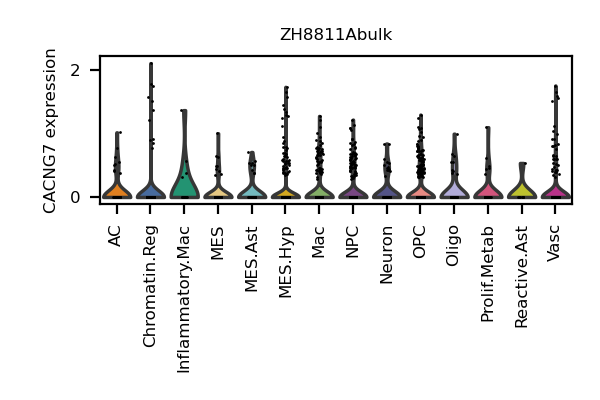 ZH8811Abulk
CACNG7 expression
2
0
AC
Chromatin.Reg
Inflammatory.Mac
MES
MES.Ast
MES.Hyp
Mac
NPC
Neuron
OPC
Oligo
Prolif.Metab
Reactive.Ast
Vasc